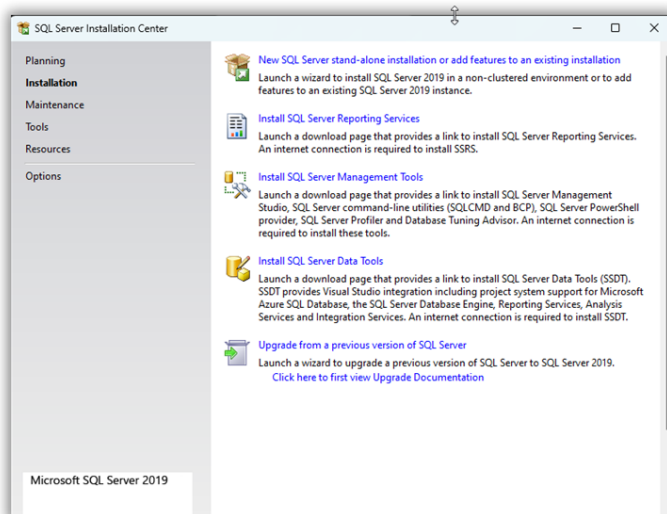 SQL Server Installation Center
Planning
Installation
Maintenance
Tools
Resources
Options
New SQL Server stand-alone installation or add features to an existing installation
Launch a wizard to install SQL Server 2019 in a non-clustered environment or to add
features to an existing SQL Server 2019 instance.
Install SQL Server Reporting Services
Launch a download page that provides a link to install SQL Server Reporting Services.
An internet connection is required to install SSRS.
Install SQL Server Management Tools
Launch a download page that provides a link to install SQL Server Management
Studio, SQL Server command-line utilities (SQLCMD and BCP), SQL Server PowerShell
provider, SQL Server Profiler and Database Tuning Advisor. An internet connection is
required to install these tools.
Install SQL Server Data Tools
Launch a download page that provides a link to install SQL Server Data Tools (SSDT).
SSDT provides Visual Studio integration including project system support for Microsoft
Azure SQL Database, the SQL Server Database Engine, Reporting Services, Analysis
Services and Integration Services. An internet connection is required to install SSDT.
Upgrade from a previous version of SQL Server
Launch a wizard to upgrade a previous version of SQL Server to SQL Server 2019.
Click here to first view Upgrade Documentation
Microsoft SQL Server 2019